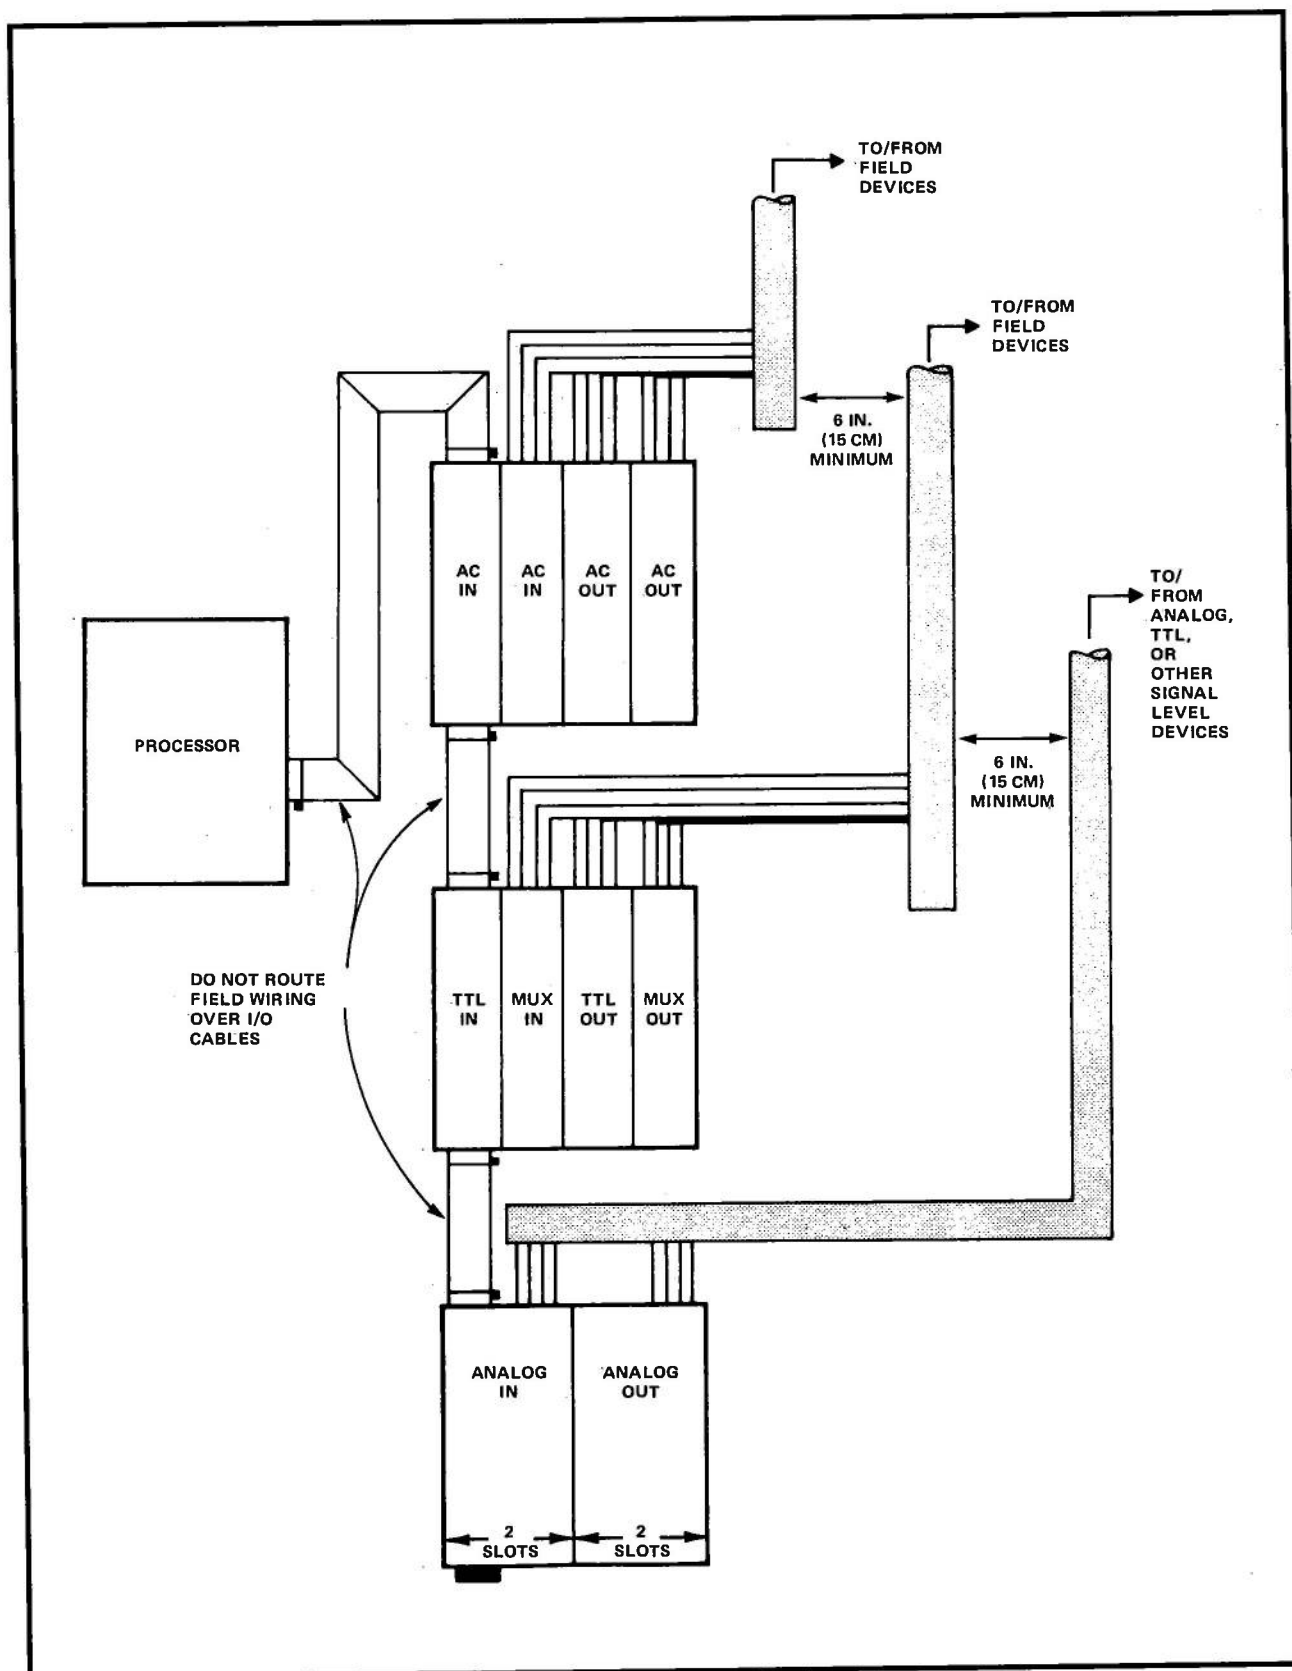 TO/FROM
FIELD
DEVICES
TO/FROM
FIELD
DEVICES
6 IN.
(15 CM)
MINIMUM
AC
IN
AC
IN
AC
OUT
AC
OUT
TO/
FROM
ANALOG,
TTL,
OR
OTHER
SIGNAL
LEVEL
DEVICES
PROCESSOR
6 IN.
(15 CM)
MINIMUM
DO NOT ROUTE
FIELD WIRING
OVER I/O
CABLES
TTL
IN
MUX
IN
TTL
OUT
MUX
OUT
ANALOG
IN
ANALOG
OUT
2
SLOTS
2
SLOTS